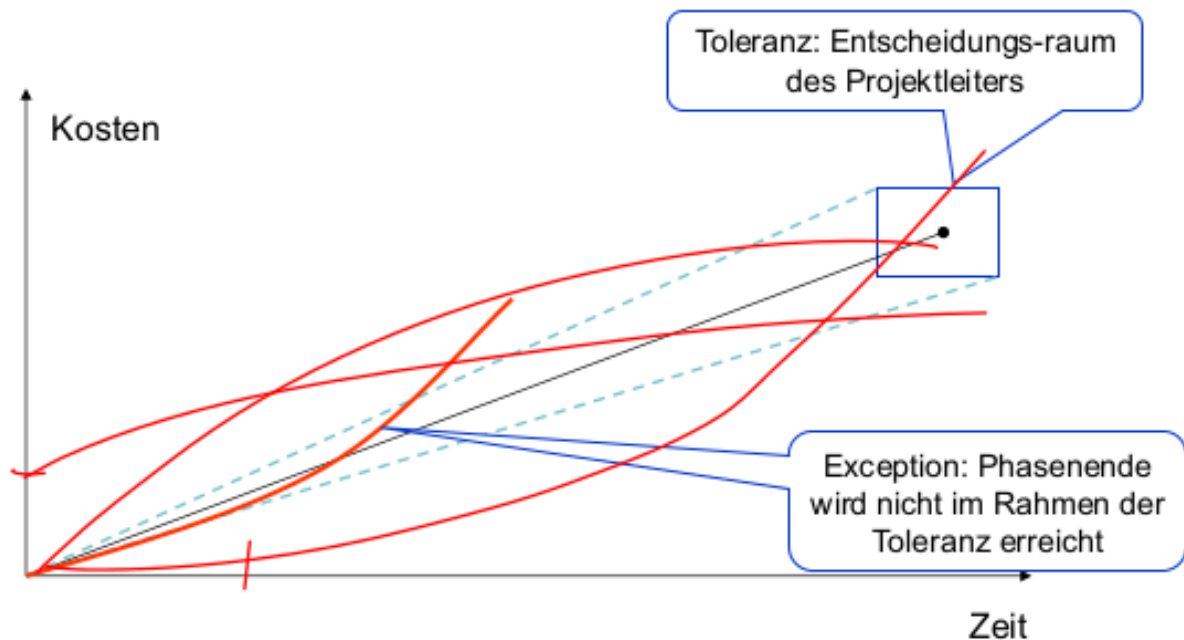 Toleranz: Entscheidungs-raum
des Projektleiters
Kosten
Exception: Phasenende
wird nicht im Rahmen der
Toleranz erreicht
Zeit